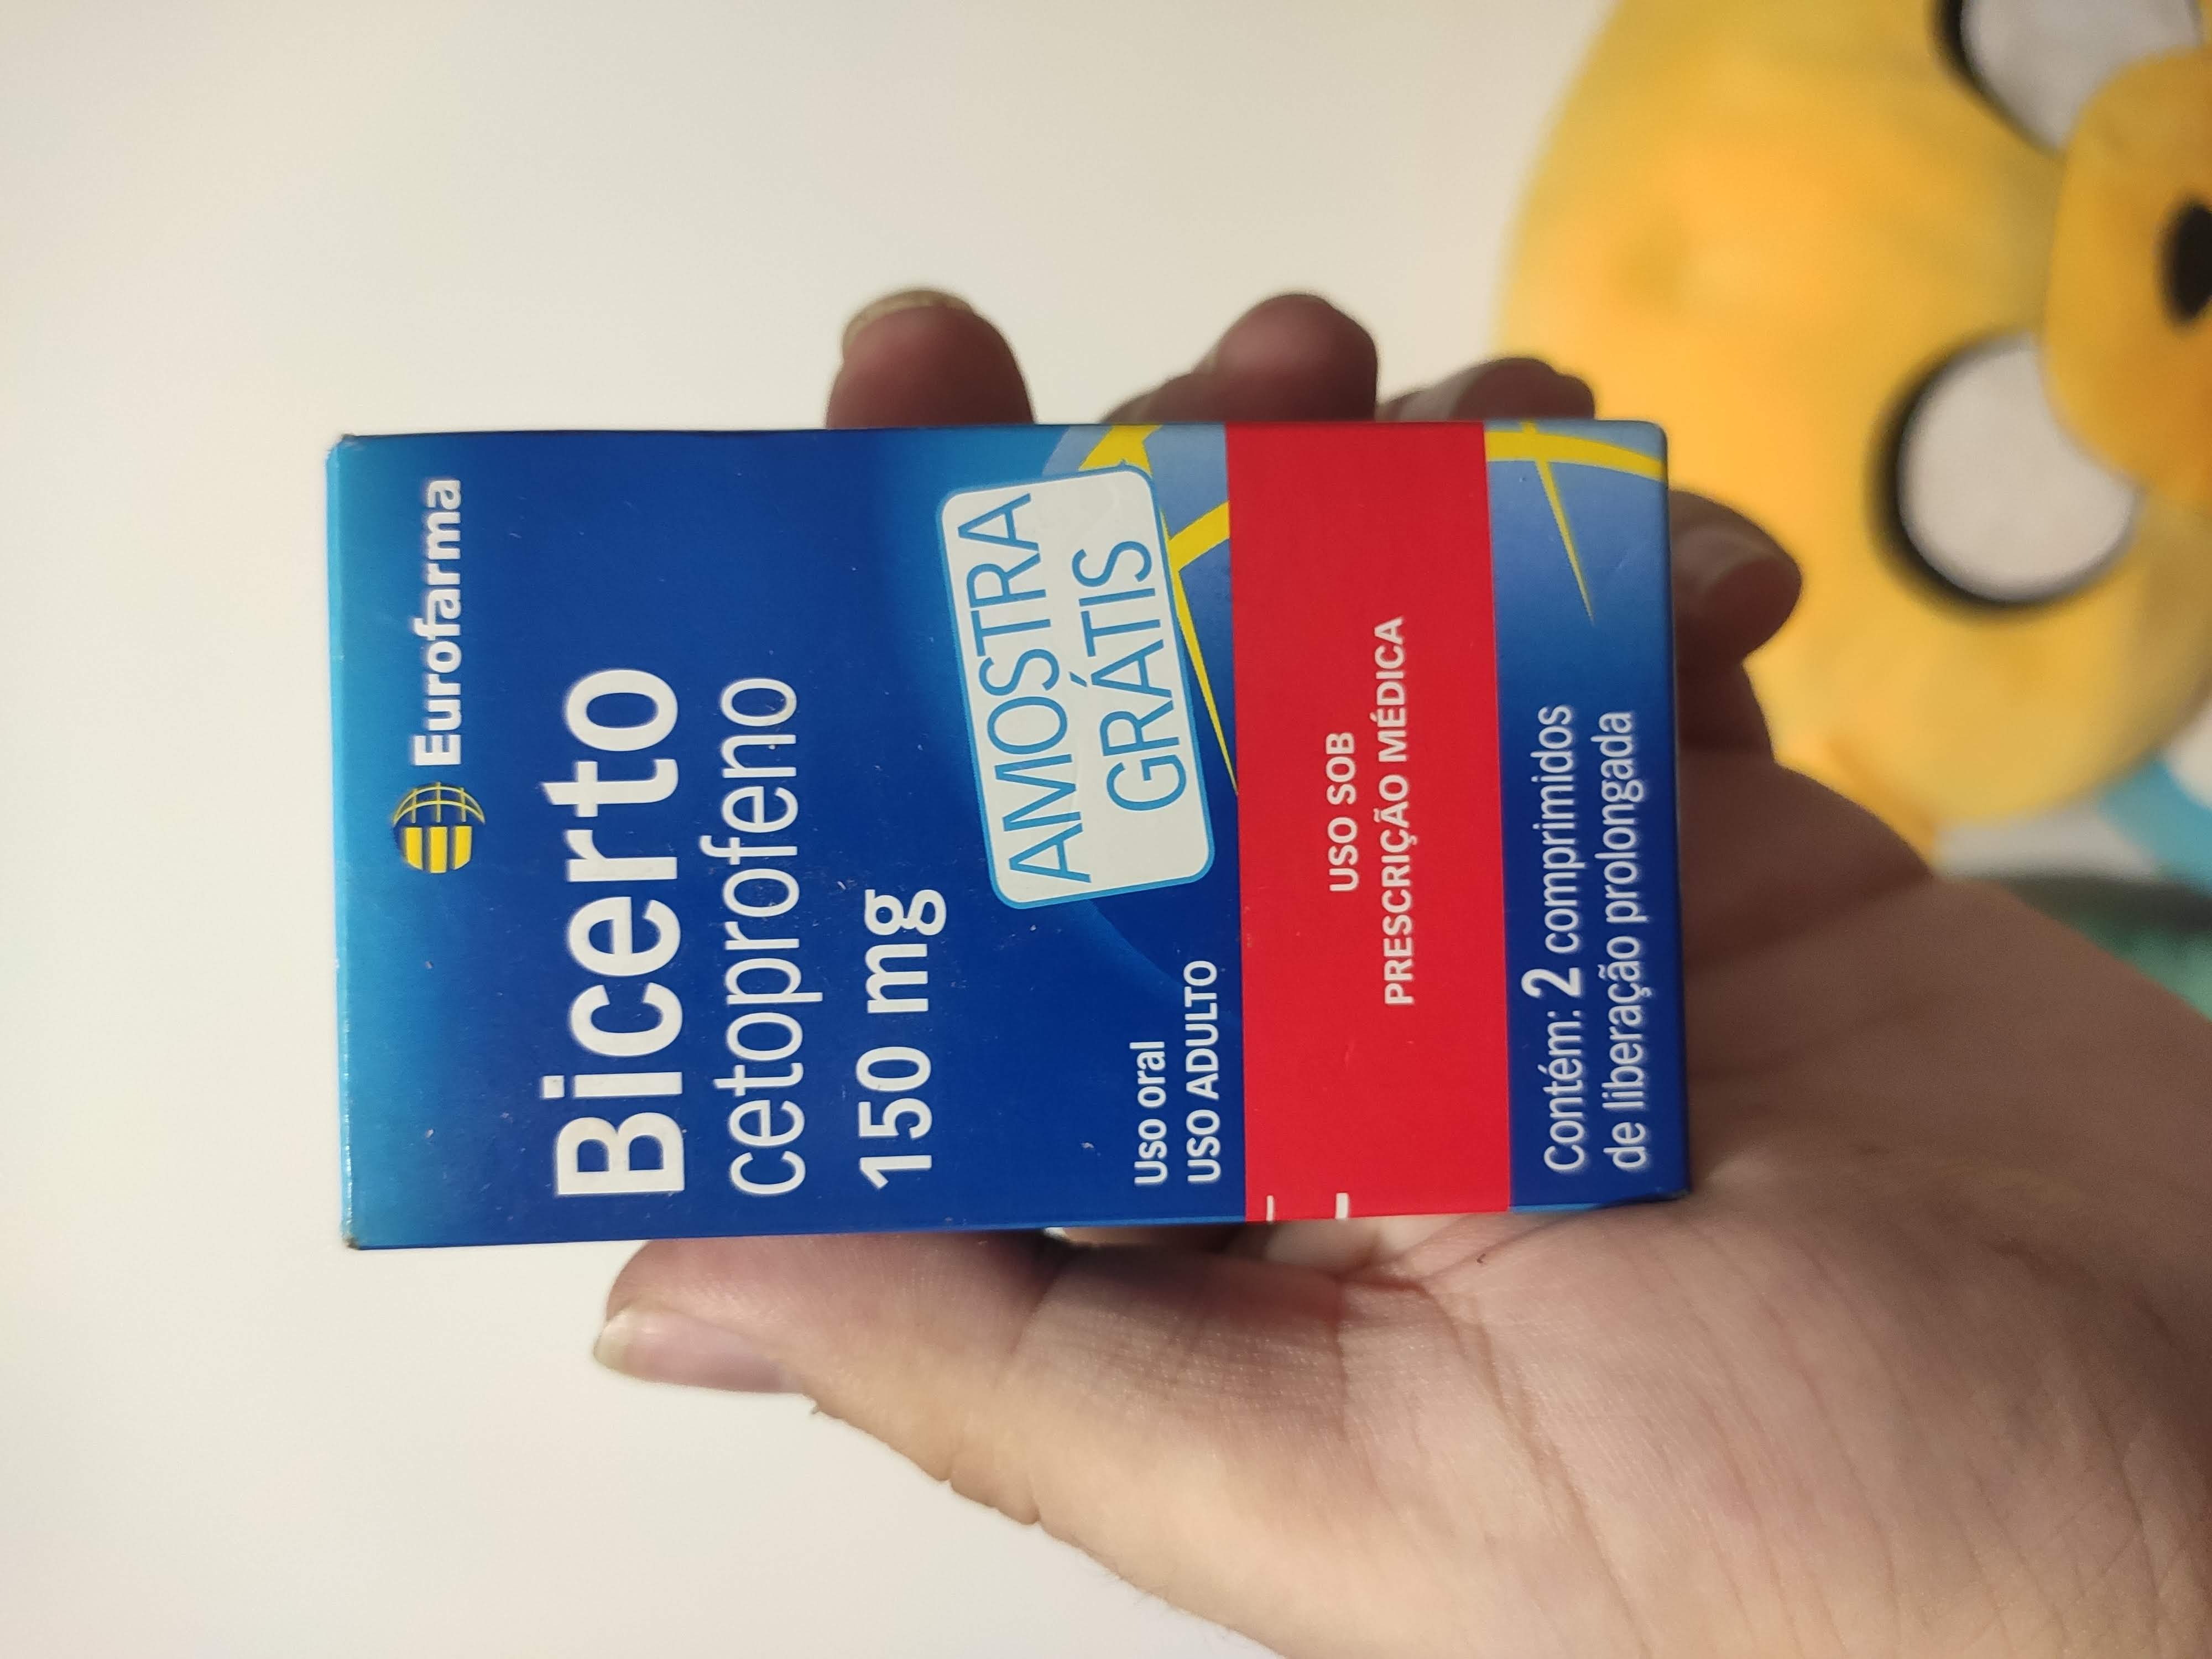 Eurofarma
Bicerto
cetoprofeno
150 mg
AMOSTRA
GRÁTIS
Uso oral
USO ADULTO
USO SOB
PRESCRIÇÃO MÉDICA
Contém: 2 comprimidos
de liberação prolongada